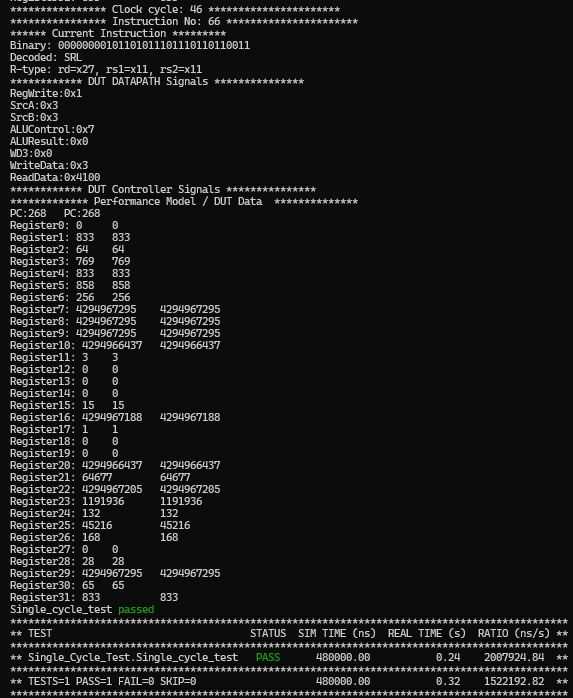 **************** Clock cycle: 46 **********************
**************** Instruction No: 66 **********************
****** Current Instruction *********
Binary: 00000000101101011101110110110011
Decoded: SRL
R-type: rd=x27, rs1=x11, rs2=x11
************ DUT DATAPATH Signals ***************
RegWrite:0x1
SrcA:0x3
SrcB:0x3
ALUControl:0x7
ALUResult:0x0
WD3:0x0
WriteData:0x3
ReadData:0x4100
************ DUT Controller Signals ***************
************* Performance Model / DUT Data  **************
PC:268   PC:268
Register0: 0     0
Register1: 833   833
Register2: 64    64
Register3: 769   769
Register4: 833   833
Register5: 858   858
Register6: 256   256
Register7: 4294967295    4294967295
Register8: 4294967295    4294967295
Register9: 4294967295    4294967295
Register10: 4294966437   4294966437
Register11: 3    3
Register12: 0    0
Register13: 0    0
Register14: 0    0
Register15: 15   15
Register16: 4294967188   4294967188
Register17: 1    1
Register18: 0    0
Register19: 0    0
Register20: 4294966437   4294966437
Register21: 64677        64677
Register22: 4294967205   4294967205
Register23: 1191936      1191936
Register24: 132          132
Register25: 45216        45216
Register26: 168          168
Register27: 0    0
Register28: 28   28
Register29: 4294967295   4294967295
Register30: 65   65
Register31: 833          833
Single_cycle_test passed
*********************************************************************************************
** TEST                                 STATUS  SIM TIME (ns)  REAL TIME (s)  RATIO (ns/s) **
*********************************************************************************************
** Single_Cycle_Test.Single_cycle_test   PASS      480000.00           0.24    2007924.84  **
*********************************************************************************************
** TESTS=1 PASS=1 FAIL=0 SKIP=0                    480000.00           0.32    1522192.82  **
*********************************************************************************************